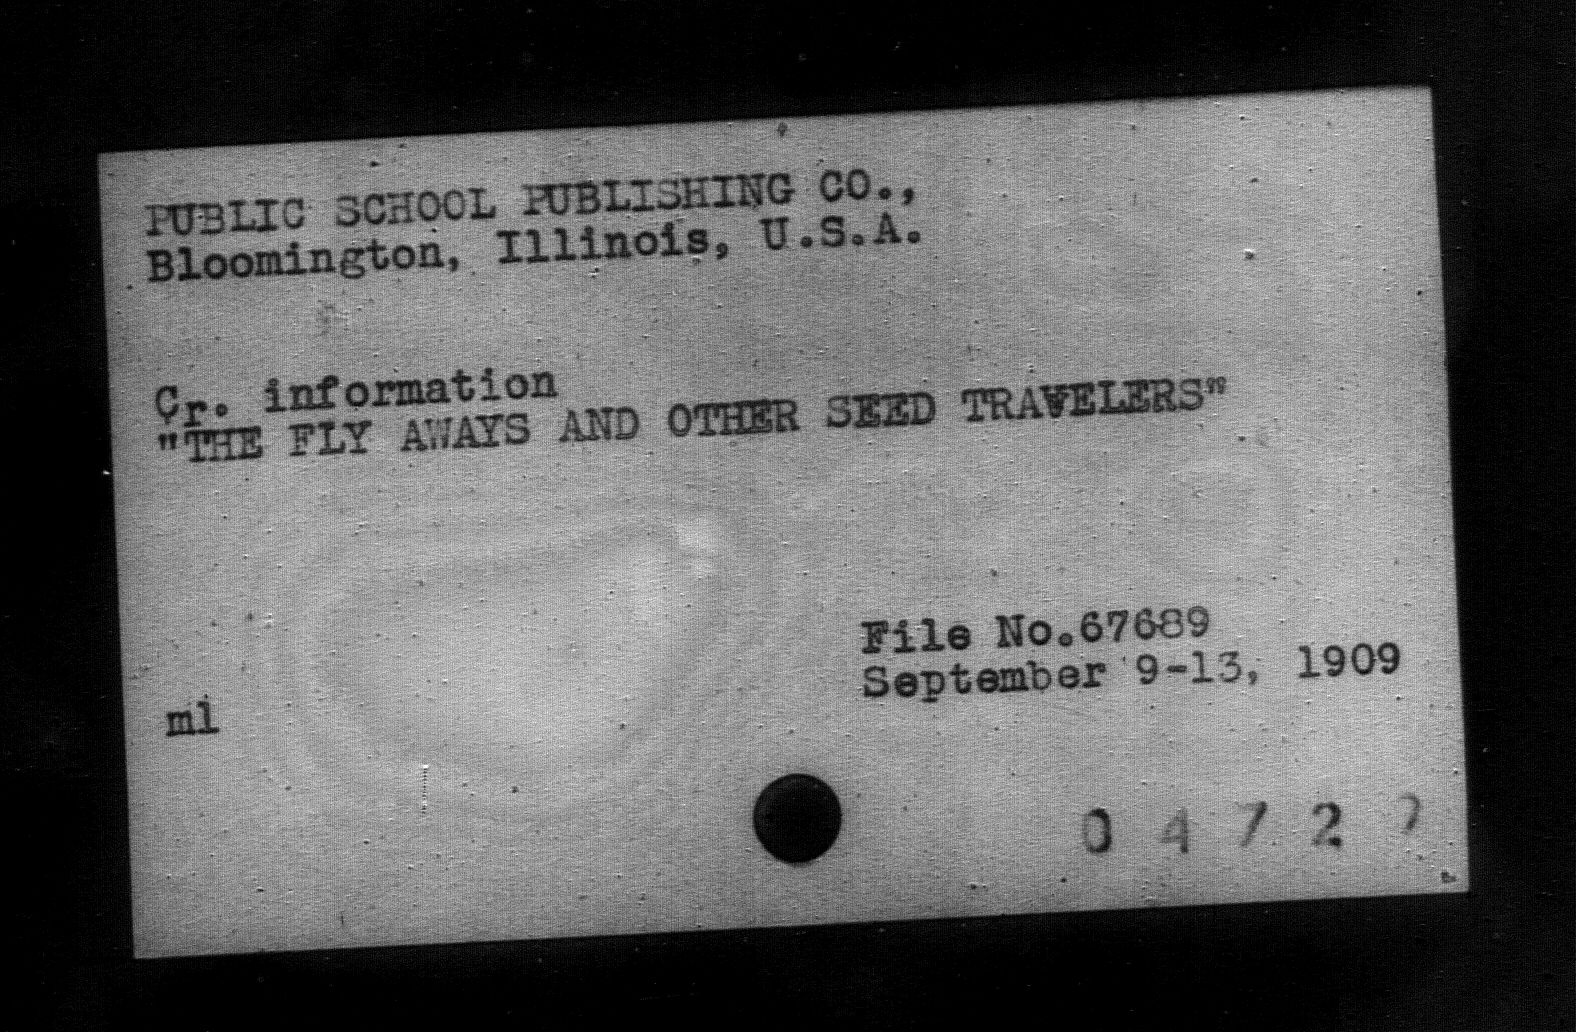 PUBLIC SCHOOL PUBLISHING CO.,
Bloomington, Illinois, U.S.A.
Cr. information
"THE FLY AWAYS AND OTHER SEED TRAVELERS"
File No.67689
September 9-13, 1909
ml
0 4 7 2 7